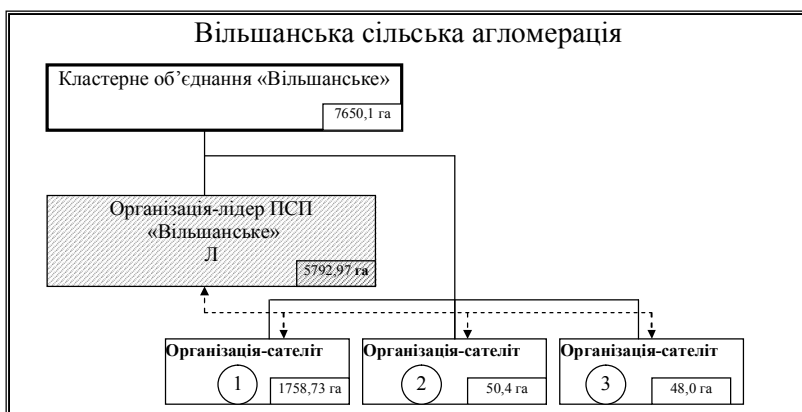 Вільшанська сільська агломерація
Кластерне об’єднання «Вільшанське»
7650,1 га
Організація-лідер ПСП
«Вільшанське»
Л
5792,97 га
Організація-сателіт
1
1758,73 га
Організація-сателіт
2
50,4 га
Організація-сателіт
3
48,0 га